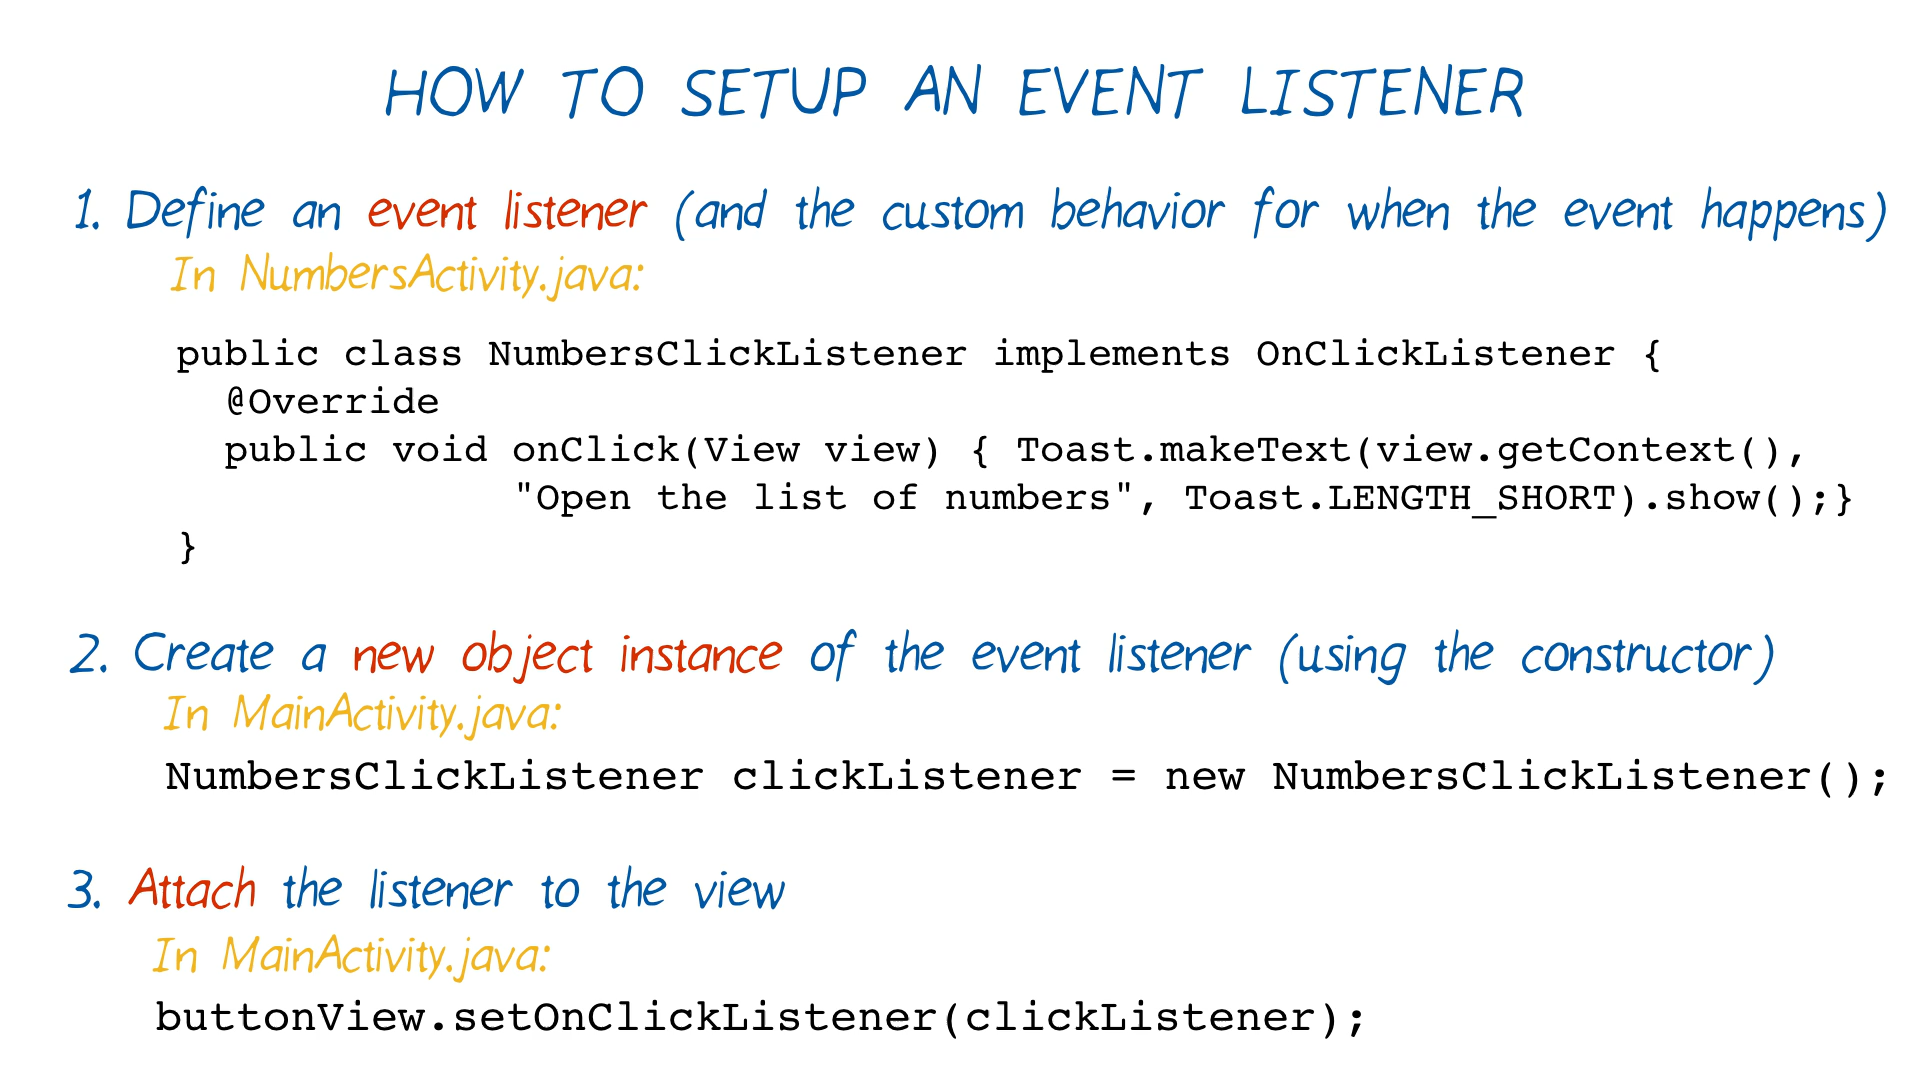 HOW TO SETUP AN EVENT LISTENER
1. Define an event listener (and the custom behavior for when the event happens)
In NumbersActivity.java:
public class NumbersClickListener implements OnClickListener {
@Override
public void onClick(View view) { Toast.makeText(view.getContext(),
"Open the list of numbers", Toast.LENGTH_SHORT).show();}
}
2. Create a new object instance of the event listener (using the constructor)
In MainActivity.java:
NumbersClickListener clickListener = new NumbersClickListener();
3. Attach the listener to the view
In MainActivity.java:
buttonView.setOnClickListener(clickListener);